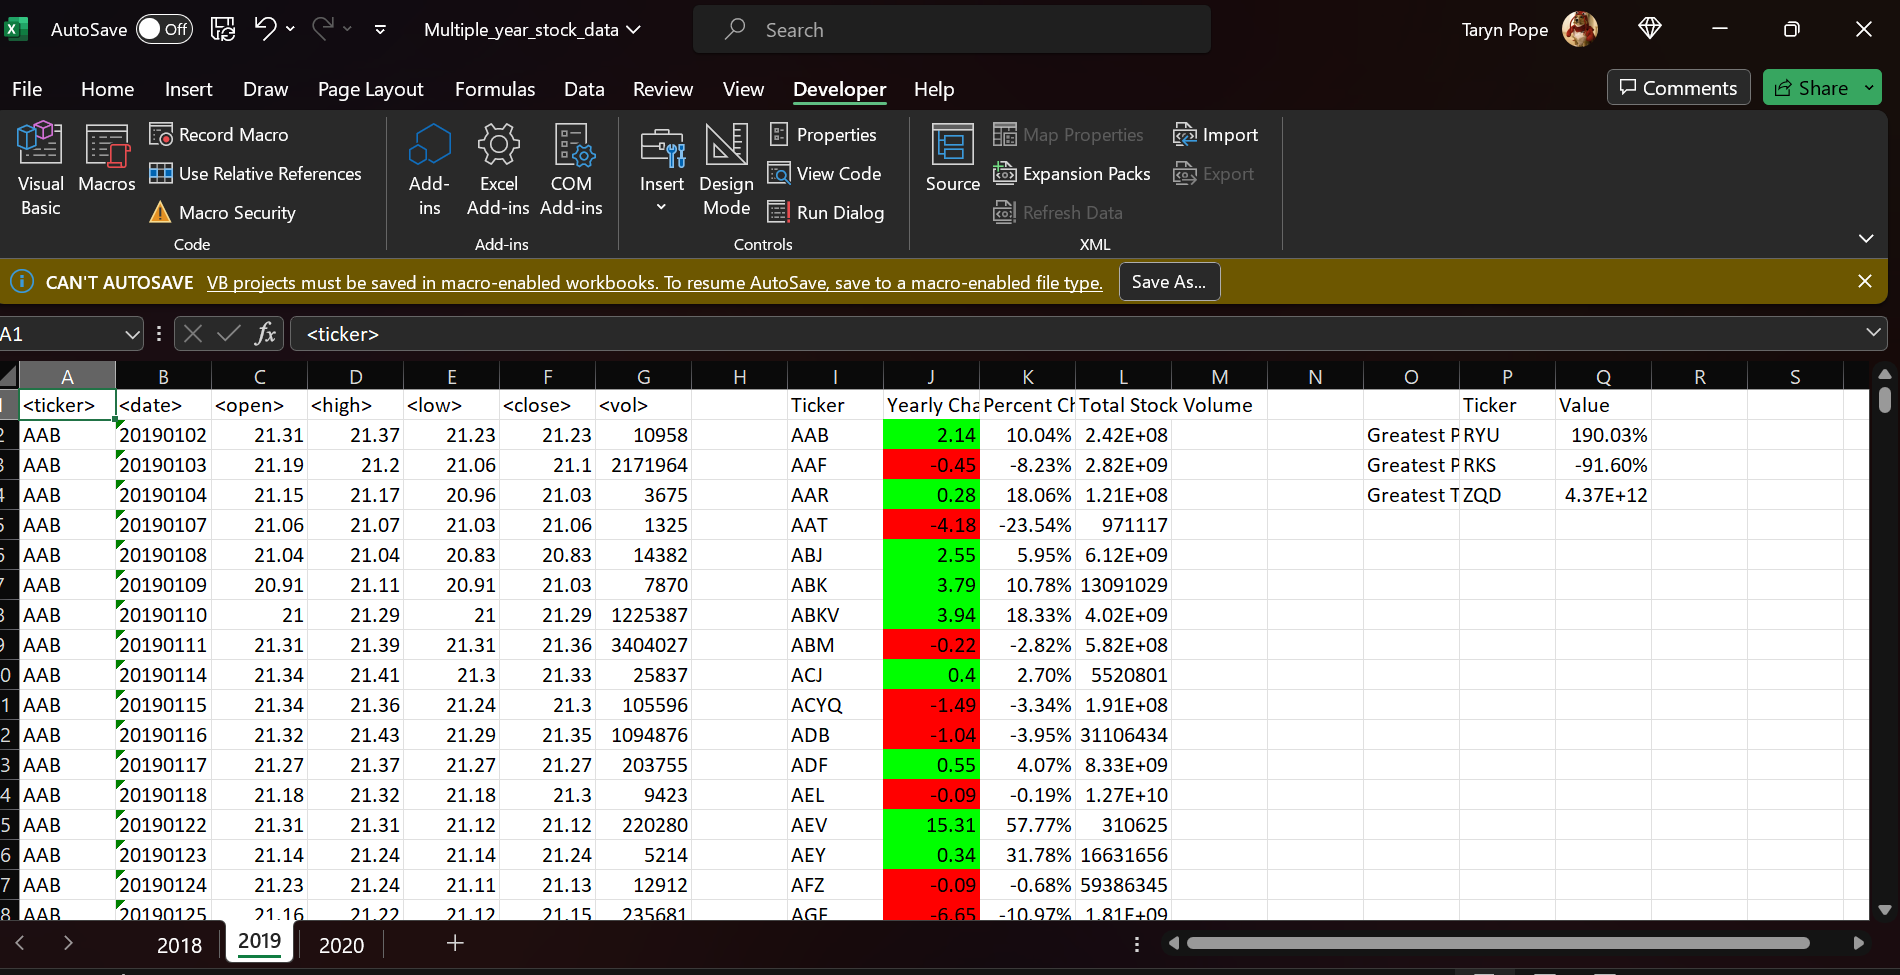 AutoSave Off Multiple_year_stock_data Search Taryn Pope
File Home Insert Draw Page Layout Formulas Data Review View Developer Help Comments Share
Visual Basic
Macros
Record Macro
Use Relative References
Macro Security
Code
Add-ins
Excel Add-ins
COM Add-ins
Add-ins
Insert
Design Mode
Properties
View Code
Run Dialog
Controls
Source
Map Properties
Expansion Packs
Refresh Data
Import
Export
XML
CAN'T AUTOSAVE VB projects must be saved in macro-enabled workbooks. To resume AutoSave, save to a macro-enabled file type. Save As...
A1 fx <ticker>
A B C D E F G H I J K L M N O P Q R S
<ticker> <date> <open> <high> <low> <close> <vol> Ticker Yearly Cha Percent Ch Total Stock Volume Ticker Value
2 AAB 20190102 21.31 21.37 21.23 21.23 10958 AAB 2.14 10.04% 2.42E+08 Greatest P RYU 190.03%
3 AAB 20190103 21.19 21.2 21.06 21.1 2171964 AAF -0.45 -8.23% 2.82E+09 Greatest P RKS -91.60%
4 AAB 20190104 21.15 21.17 20.96 21.03 3675 AAR 0.28 18.06% 1.21E+08 Greatest T ZQD 4.37E+12
5 AAB 20190107 21.06 21.07 21.03 21.06 1325 AAT -4.18 -23.54% 971117
6 AAB 20190108 21.04 21.04 20.83 20.83 14382 ABJ 2.55 5.95% 6.12E+09
7 AAB 20190109 20.91 21.11 20.91 21.03 7870 ABK 3.79 10.78% 13091029
8 AAB 20190110 21 21.29 21 21.29 1225387 ABKV 3.94 18.33% 4.02E+09
9 AAB 20190111 21.31 21.39 21.31 21.36 3404027 ABM -0.22 -2.82% 5.82E+08
0 AAB 20190114 21.34 21.41 21.3 21.33 25837 ACJ 0.4 2.70% 5520801
1 AAB 20190115 21.34 21.36 21.24 21.3 105596 ACYQ -1.49 -3.34% 1.91E+08
2 AAB 20190116 21.32 21.43 21.29 21.35 1094876 ADB -1.04 -3.95% 31106434
3 AAB 20190117 21.27 21.37 21.27 21.27 203755 ADF 0.55 4.07% 8.33E+09
4 AAB 20190118 21.18 21.32 21.18 21.3 9423 AEL -0.09 -0.19% 1.27E+10
5 AAB 20190122 21.31 21.31 21.12 21.12 220280 AEV 15.31 57.77% 310625
6 AAB 20190123 21.14 21.24 21.14 21.24 5214 AEY 0.34 31.78% 16631656
7 AAB 20190124 21.23 21.24 21.11 21.13 12912 AFZ -0.09 -0.68% 59386345
8 AAB 20190125 21.16 21.22 21.12 21.15 235681 -6.65 -10.97% 1.81E+09
2018 2019 2020